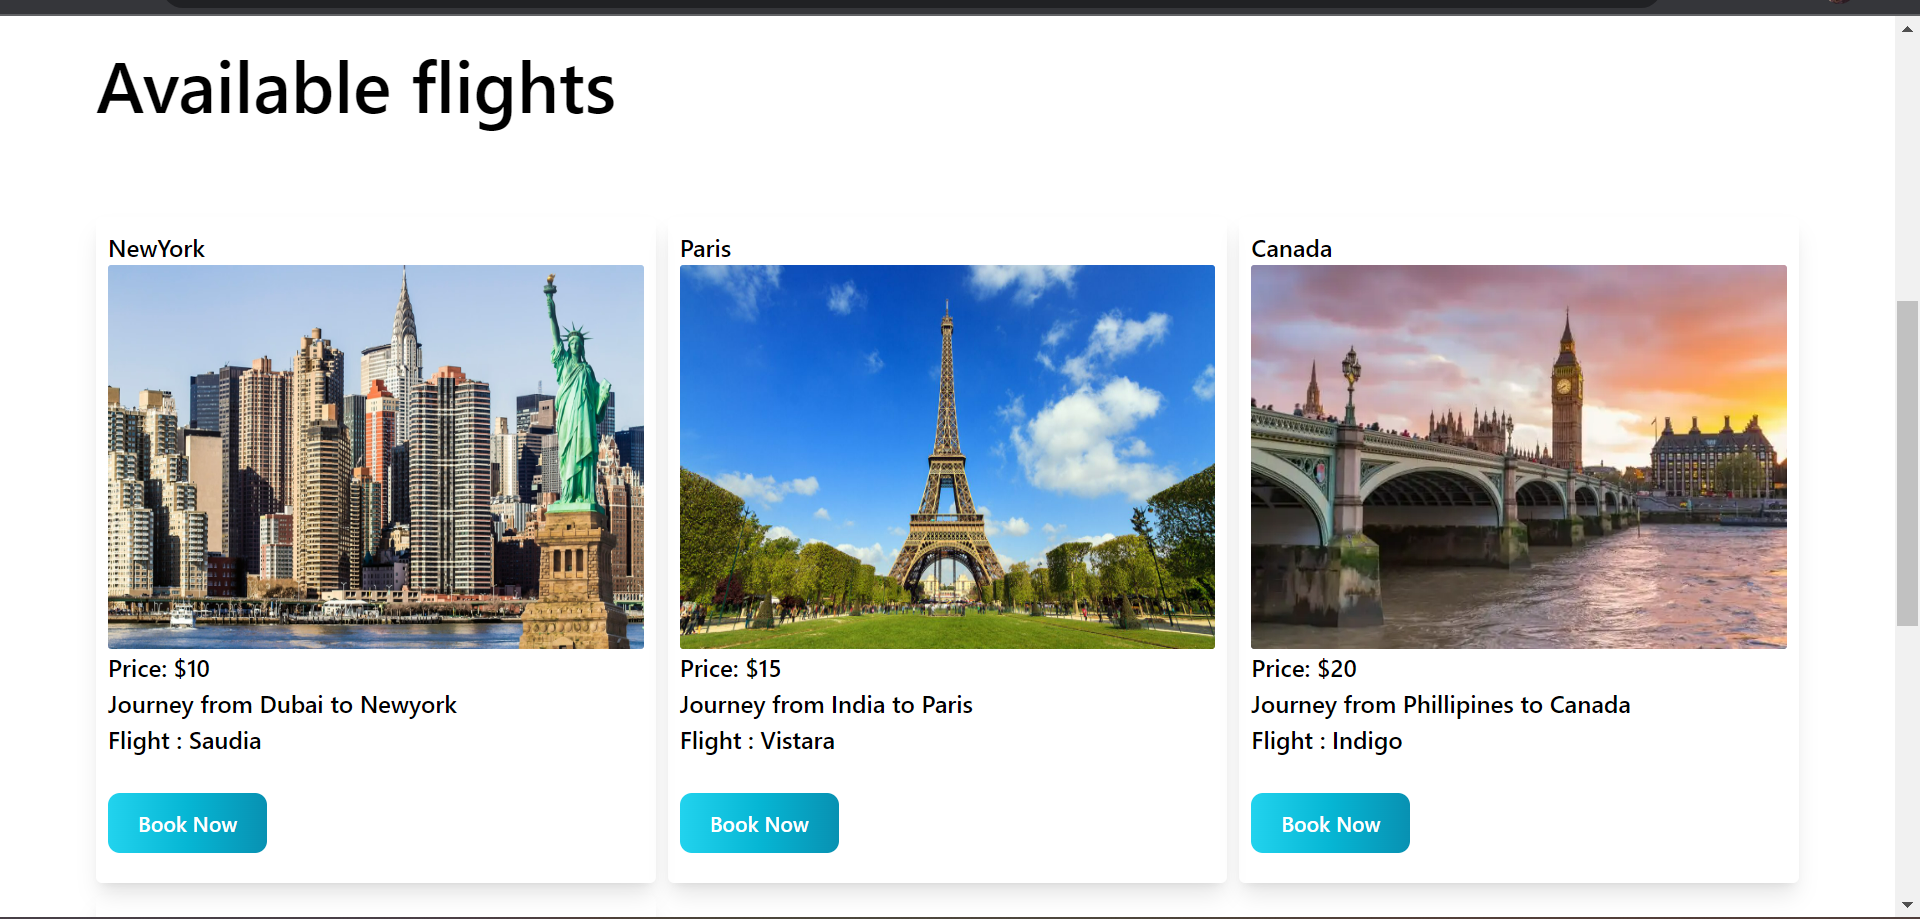 Available flights
NewYork
Price: $10
Journey from Dubai to Newyork
Flight : Saudia
Book Now
Paris
Price: $15
Journey from India to Paris
Flight : Vistara
Book Now
Canada
Price: $20
Journey from Phillipines to Canada
Flight : Indigo
Book Now